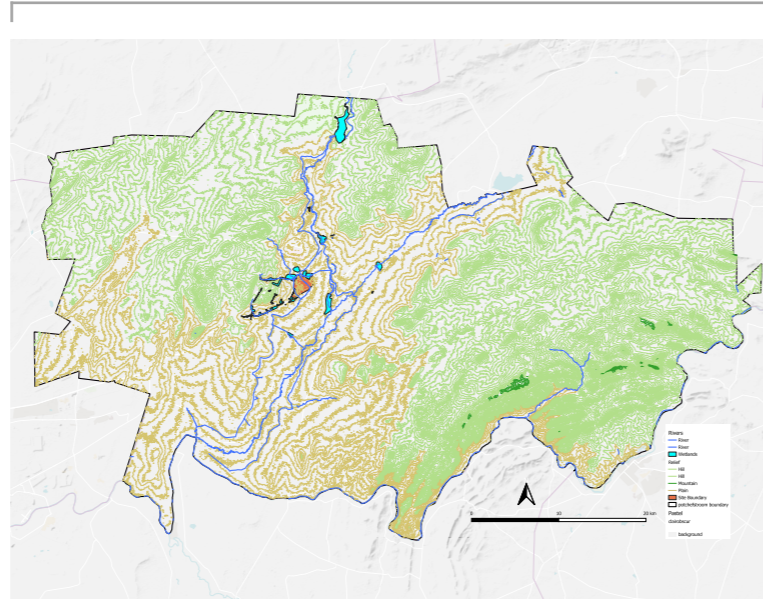 Rivers
River
River
Wetlands
Relief
Hill
Hill
Mountain
Plain
Site Boundary
potchefstroom boundary
Pastel
background
0
10
20 km